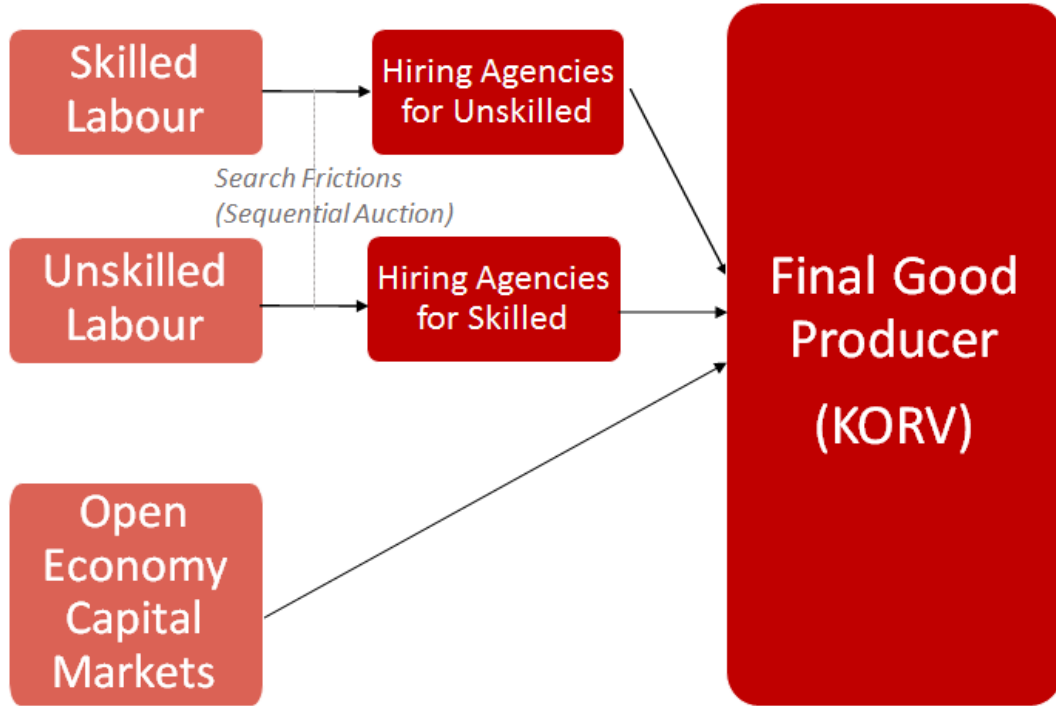 Skilled
Labour
Hiring Agencies
for Unskilled
Search Frictions
(Sequential Auction)
Unskilled
Labour
Hiring Agencies
for Skilled
Final Good
Producer
(KORV)
Open
Economy
Capital
Markets